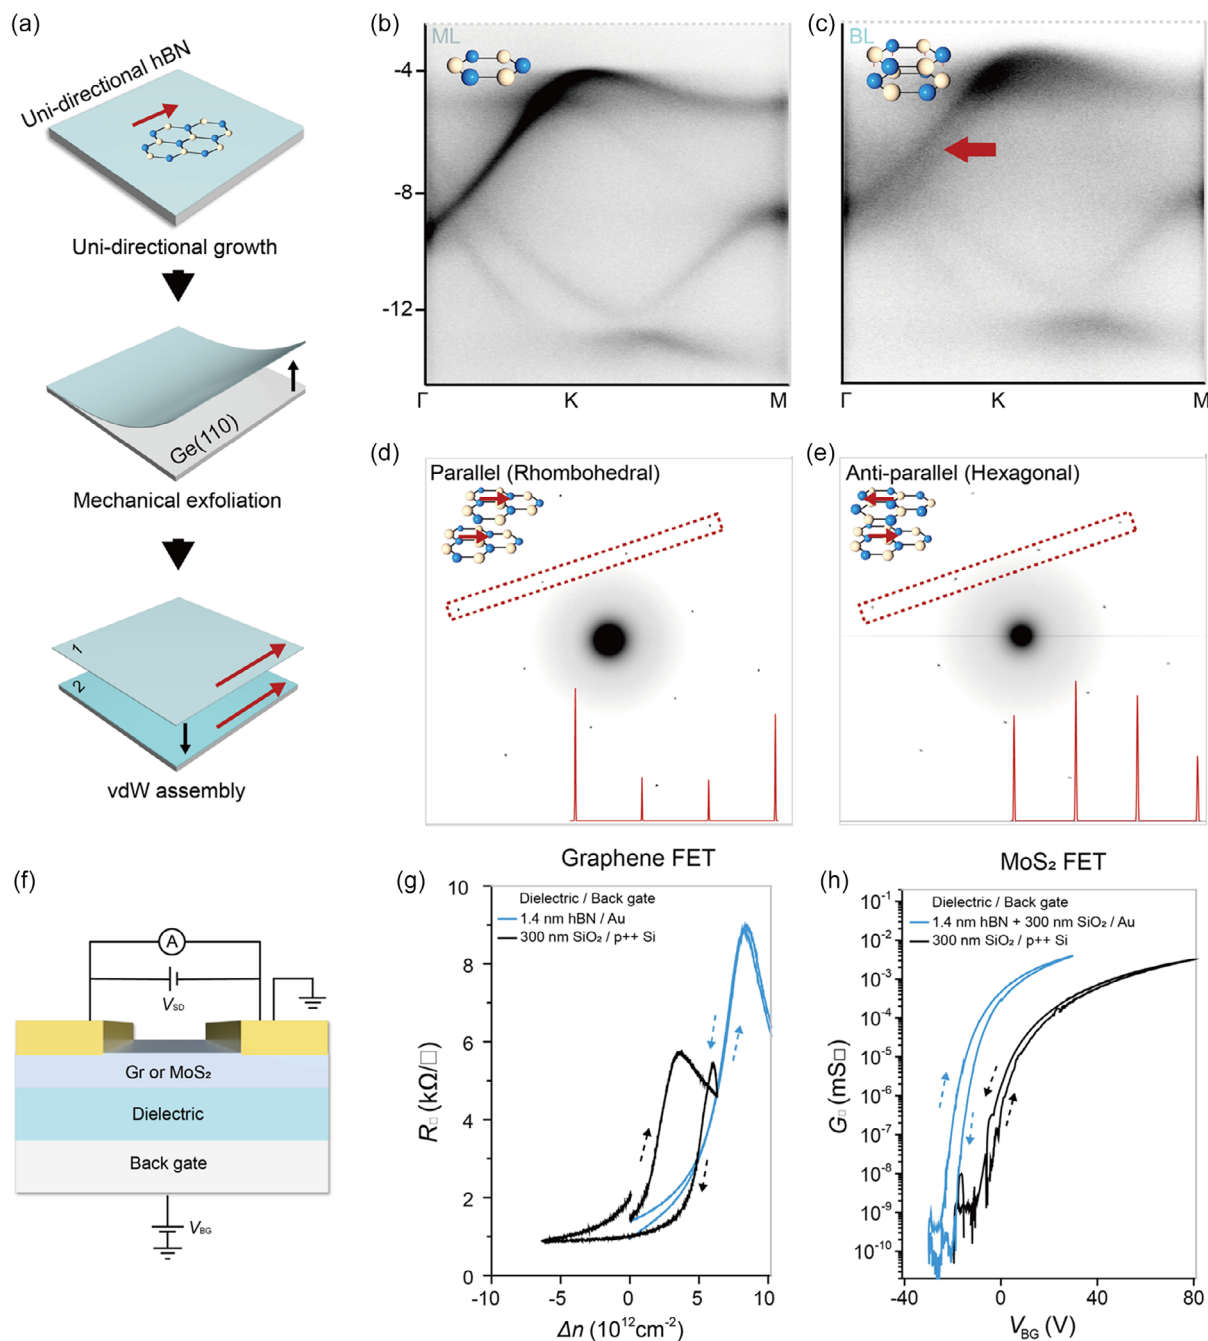 (a)
Uni-directional hBN
Uni-directional growth
Ge(110)
Mechanical exfoliation
1
2
vdW assembly
(b)
ML
-4
-8
-12
Γ K M
(c)
BL
Γ K M
(d)
Parallel (Rhombohedral)
(e)
Anti-parallel (Hexagonal)
(f)
A
V_SD
Gr or MoS₂
Dielectric
Back gate
V_BG
Graphene FET
(g)
Dielectric / Back gate
1.4 nm hBN / Au
300 nm SiO₂ / p++ Si
R□ (kΩ/□)
10
8
6
4
2
0
-10 -5 0 5 10
Δn (10¹²cm⁻²)
MoS₂ FET
(h)
Dielectric / Back gate
1.4 nm hBN + 300 nm SiO₂ / Au
300 nm SiO₂ / p++ Si
G□ (mS□)
10⁻¹
10⁻²
10⁻³
10⁻⁴
10⁻⁵
10⁻⁶
10⁻⁷
10⁻⁸
10⁻⁹
10⁻¹⁰
-40 0 40 80
V_BG (V)